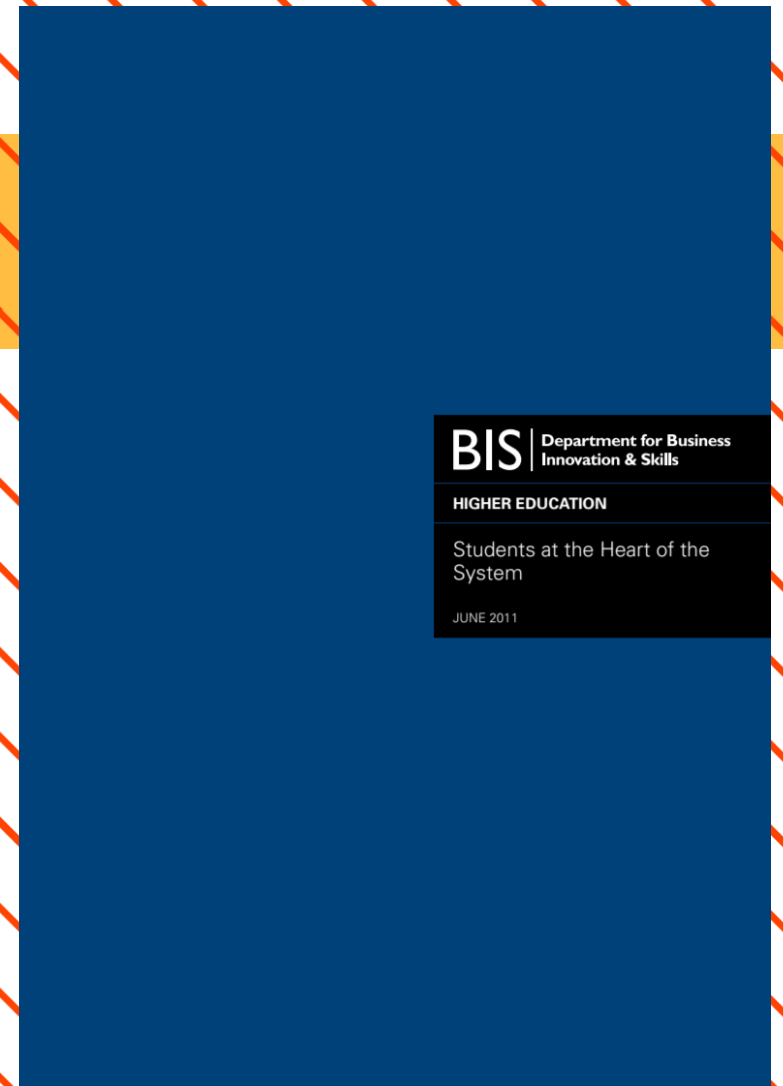 BIS
Department for Business
Innovation & Skills
HIGHER EDUCATION
Students at the Heart of the
System
JUNE 2011